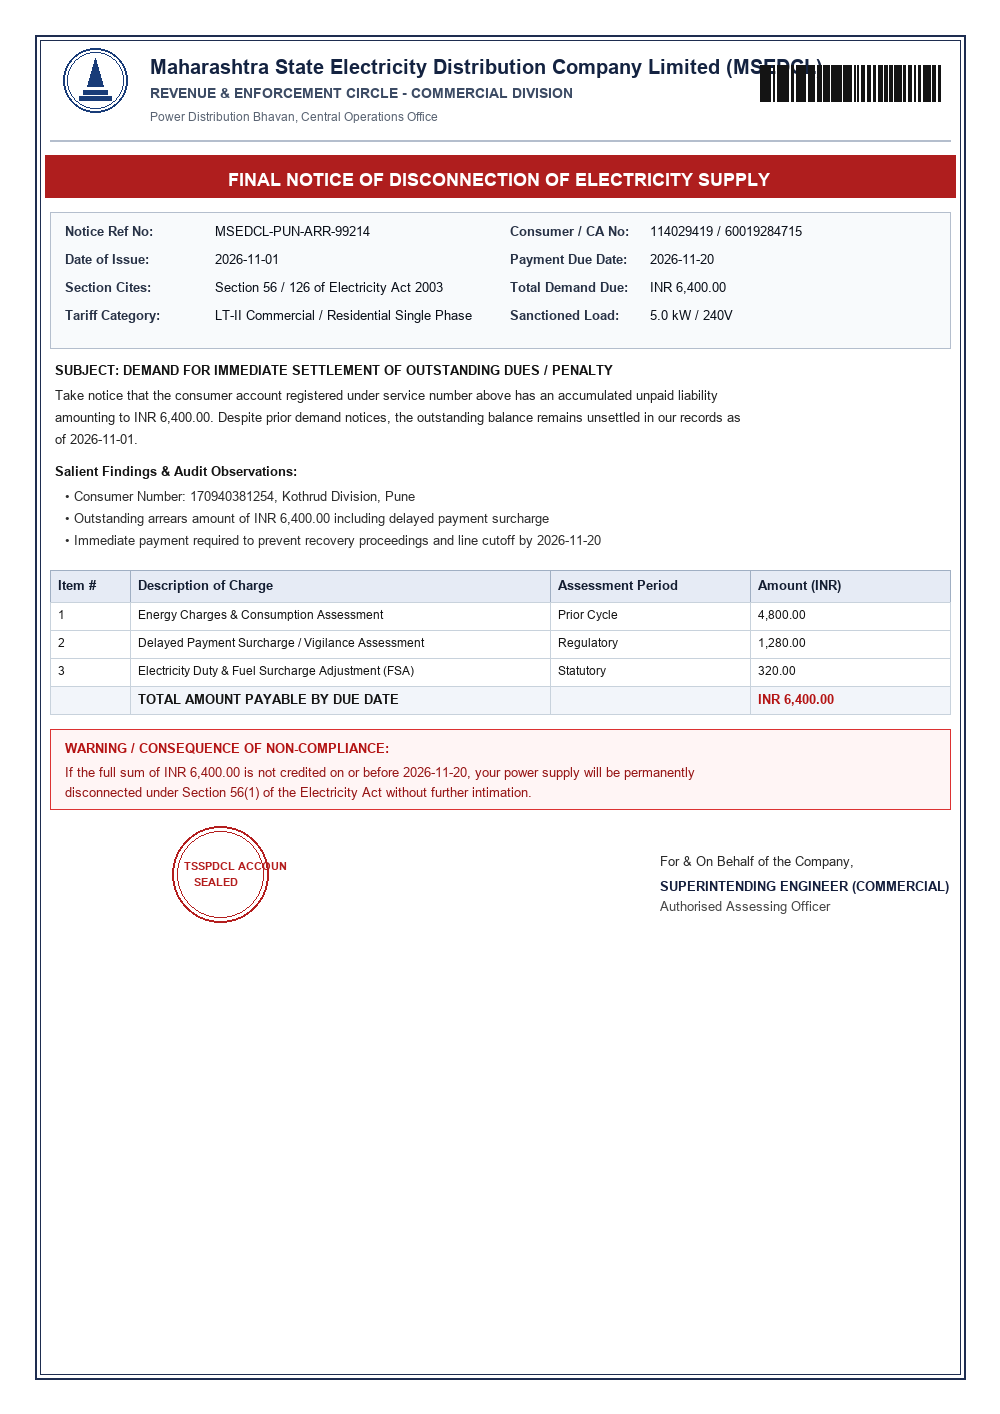 Maharashtra State Electricity Distribution Company Limited (MSEDCL)
REVENUE & ENFORCEMENT CIRCLE - COMMERCIAL DIVISION
Power Distribution Bhavan, Central Operations Office
FINAL NOTICE OF DISCONNECTION OF ELECTRICITY SUPPLY
Notice Ref No: MSEDCL-PUN-ARR-99214 Consumer / CA No: 114029419 / 60019284715
Date of Issue: 2026-11-01 Payment Due Date: 2026-11-20
Section Cites: Section 56 / 126 of Electricity Act 2003 Total Demand Due: INR 6,400.00
Tariff Category: LT-II Commercial / Residential Single Phase Sanctioned Load: 5.0 kW / 240V
SUBJECT: DEMAND FOR IMMEDIATE SETTLEMENT OF OUTSTANDING DUES / PENALTY
Take notice that the consumer account registered under service number above has an accumulated unpaid liability
amounting to INR 6,400.00. Despite prior demand notices, the outstanding balance remains unsettled in our records as
of 2026-11-01.
Salient Findings & Audit Observations:
• Consumer Number: 170940381254, Kothrud Division, Pune
• Outstanding arrears amount of INR 6,400.00 including delayed payment surcharge
• Immediate payment required to prevent recovery proceedings and line cutoff by 2026-11-20
Item # Description of Charge Assessment Period Amount (INR)
1 Energy Charges & Consumption Assessment Prior Cycle 4,800.00
2 Delayed Payment Surcharge / Vigilance Assessment Regulatory 1,280.00
3 Electricity Duty & Fuel Surcharge Adjustment (FSA) Statutory 320.00
TOTAL AMOUNT PAYABLE BY DUE DATE INR 6,400.00
WARNING / CONSEQUENCE OF NON-COMPLIANCE:
If the full sum of INR 6,400.00 is not credited on or before 2026-11-20, your power supply will be permanently
disconnected under Section 56(1) of the Electricity Act without further intimation.
TSSPDCL ACCOUN
SEALED
For & On Behalf of the Company,
SUPERINTENDING ENGINEER (COMMERCIAL)
Authorised Assessing Officer